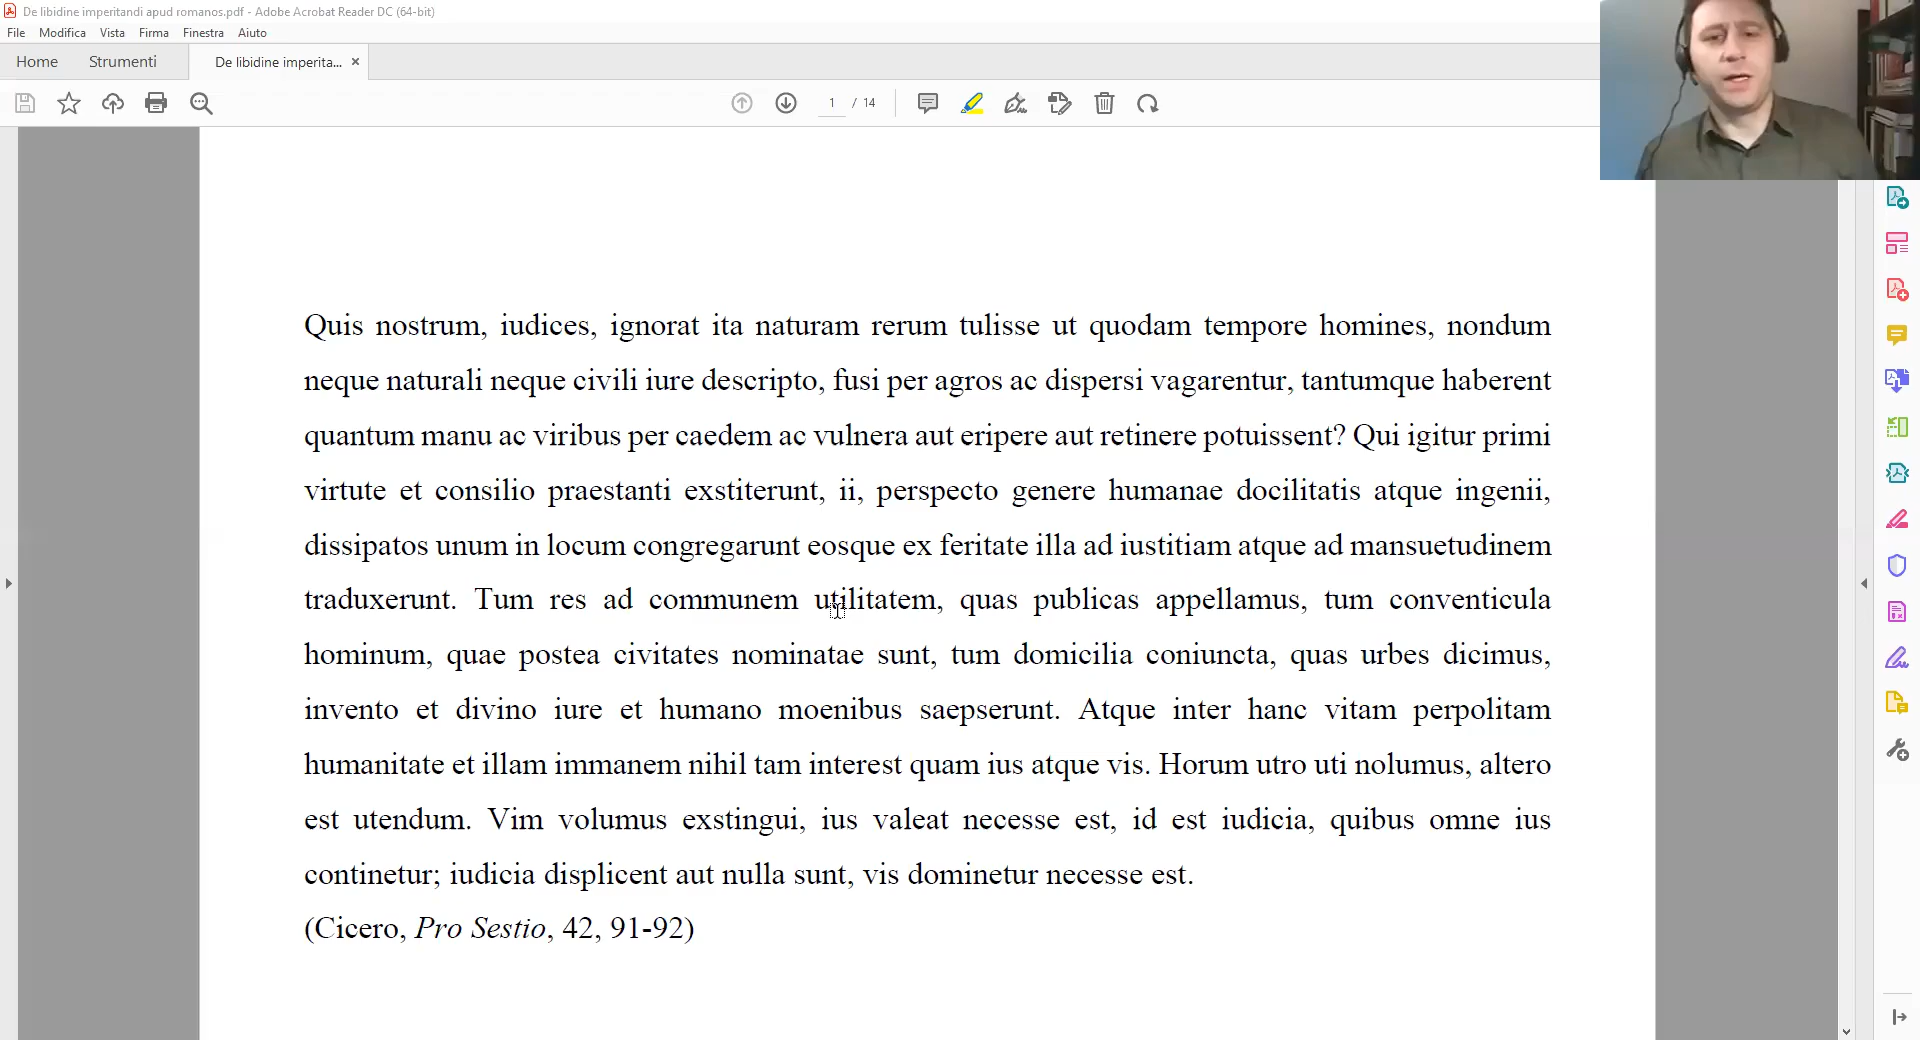 De libidine imperitandi apud romanos.pdf - Adobe Acrobat Reader DC (64-bit)
File Modifica Vista Firma Finestra Aiuto
Home Strumenti De libidine imperita... ×
1 / 14
Quis nostrum, iudices, ignorat ita naturam rerum tulisse ut quodam tempore homines, nondum
neque naturali neque civili iure descripto, fusi per agros ac dispersi vagarentur, tantumque haberent
quantum manu ac viribus per caedem ac vulnera aut eripere aut retinere potuissent? Qui igitur primi
virtute et consilio praestanti exstiterunt, ii, perspecto genere humanae docilitatis atque ingenii,
dissipatos unum in locum congregarunt eosque ex feritate illa ad iustitiam atque ad mansuetudinem
traduxerunt. Tum res ad communem utilitatem, quas publicas appellamus, tum conventicula
hominum, quae postea civitates nominatae sunt, tum domicilia coniuncta, quas urbes dicimus,
invento et divino iure et humano moenibus saepserunt. Atque inter hanc vitam perpolitam
humanitate et illam immanem nihil tam interest quam ius atque vis. Horum utro uti nolumus, altero
est utendum. Vim volumus exstingui, ius valeat necesse est, id est iudicia, quibus omne ius
continetur; iudicia displicent aut nulla sunt, vis dominetur necesse est.
(Cicero, Pro Sestio, 42, 91-92)